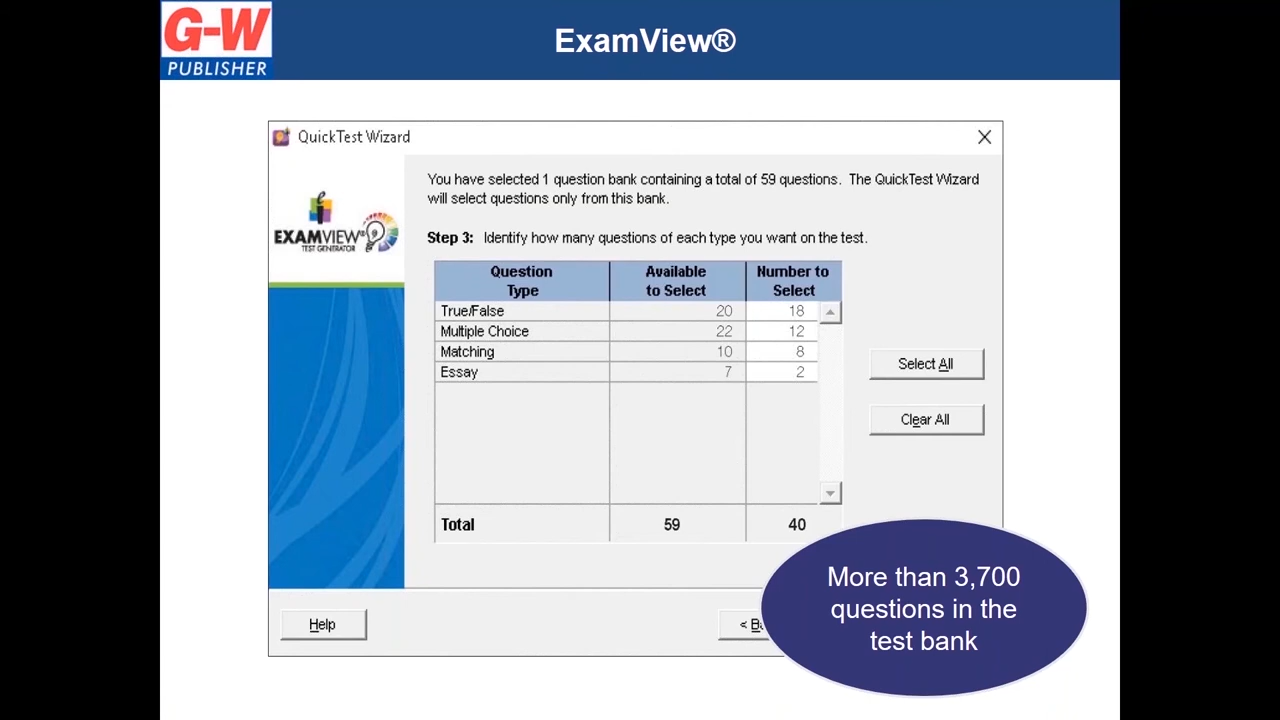 G-W
PUBLISHER
ExamView®
QuickTest Wizard
You have selected 1 question bank containing a total of 59 questions. The QuickTest Wizard
will select questions only from this bank.
EXAMVIEW®
TEST GENERATOR
Step 3: Identify how many questions of each type you want on the test.
Question Type Available to Select Number to Select
True/False 20 18
Multiple Choice 22 12
Matching 10 8
Essay 7 2
Select All
Clear All
Total 59 40
Help
< B
More than 3,700
questions in the
test bank